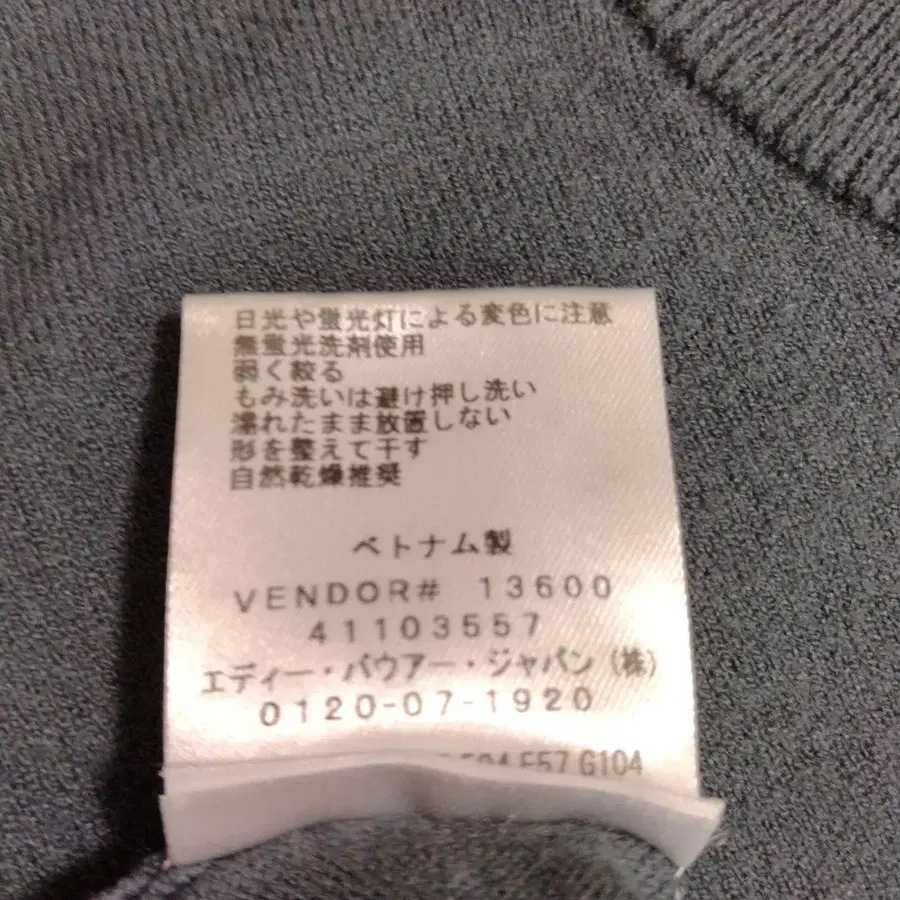 日光や蛍光灯による変色に注意
無蛍光洗剤使用
弱く絞る
もみ洗いは避け押し洗い
濡れたまま放置しない
形を整えて干す
自然乾燥推奨
ベトナム製
VENDOR# 13600
41103557
エディー・バウアー・ジャパン(株)
0120-07-1920
E57 G104